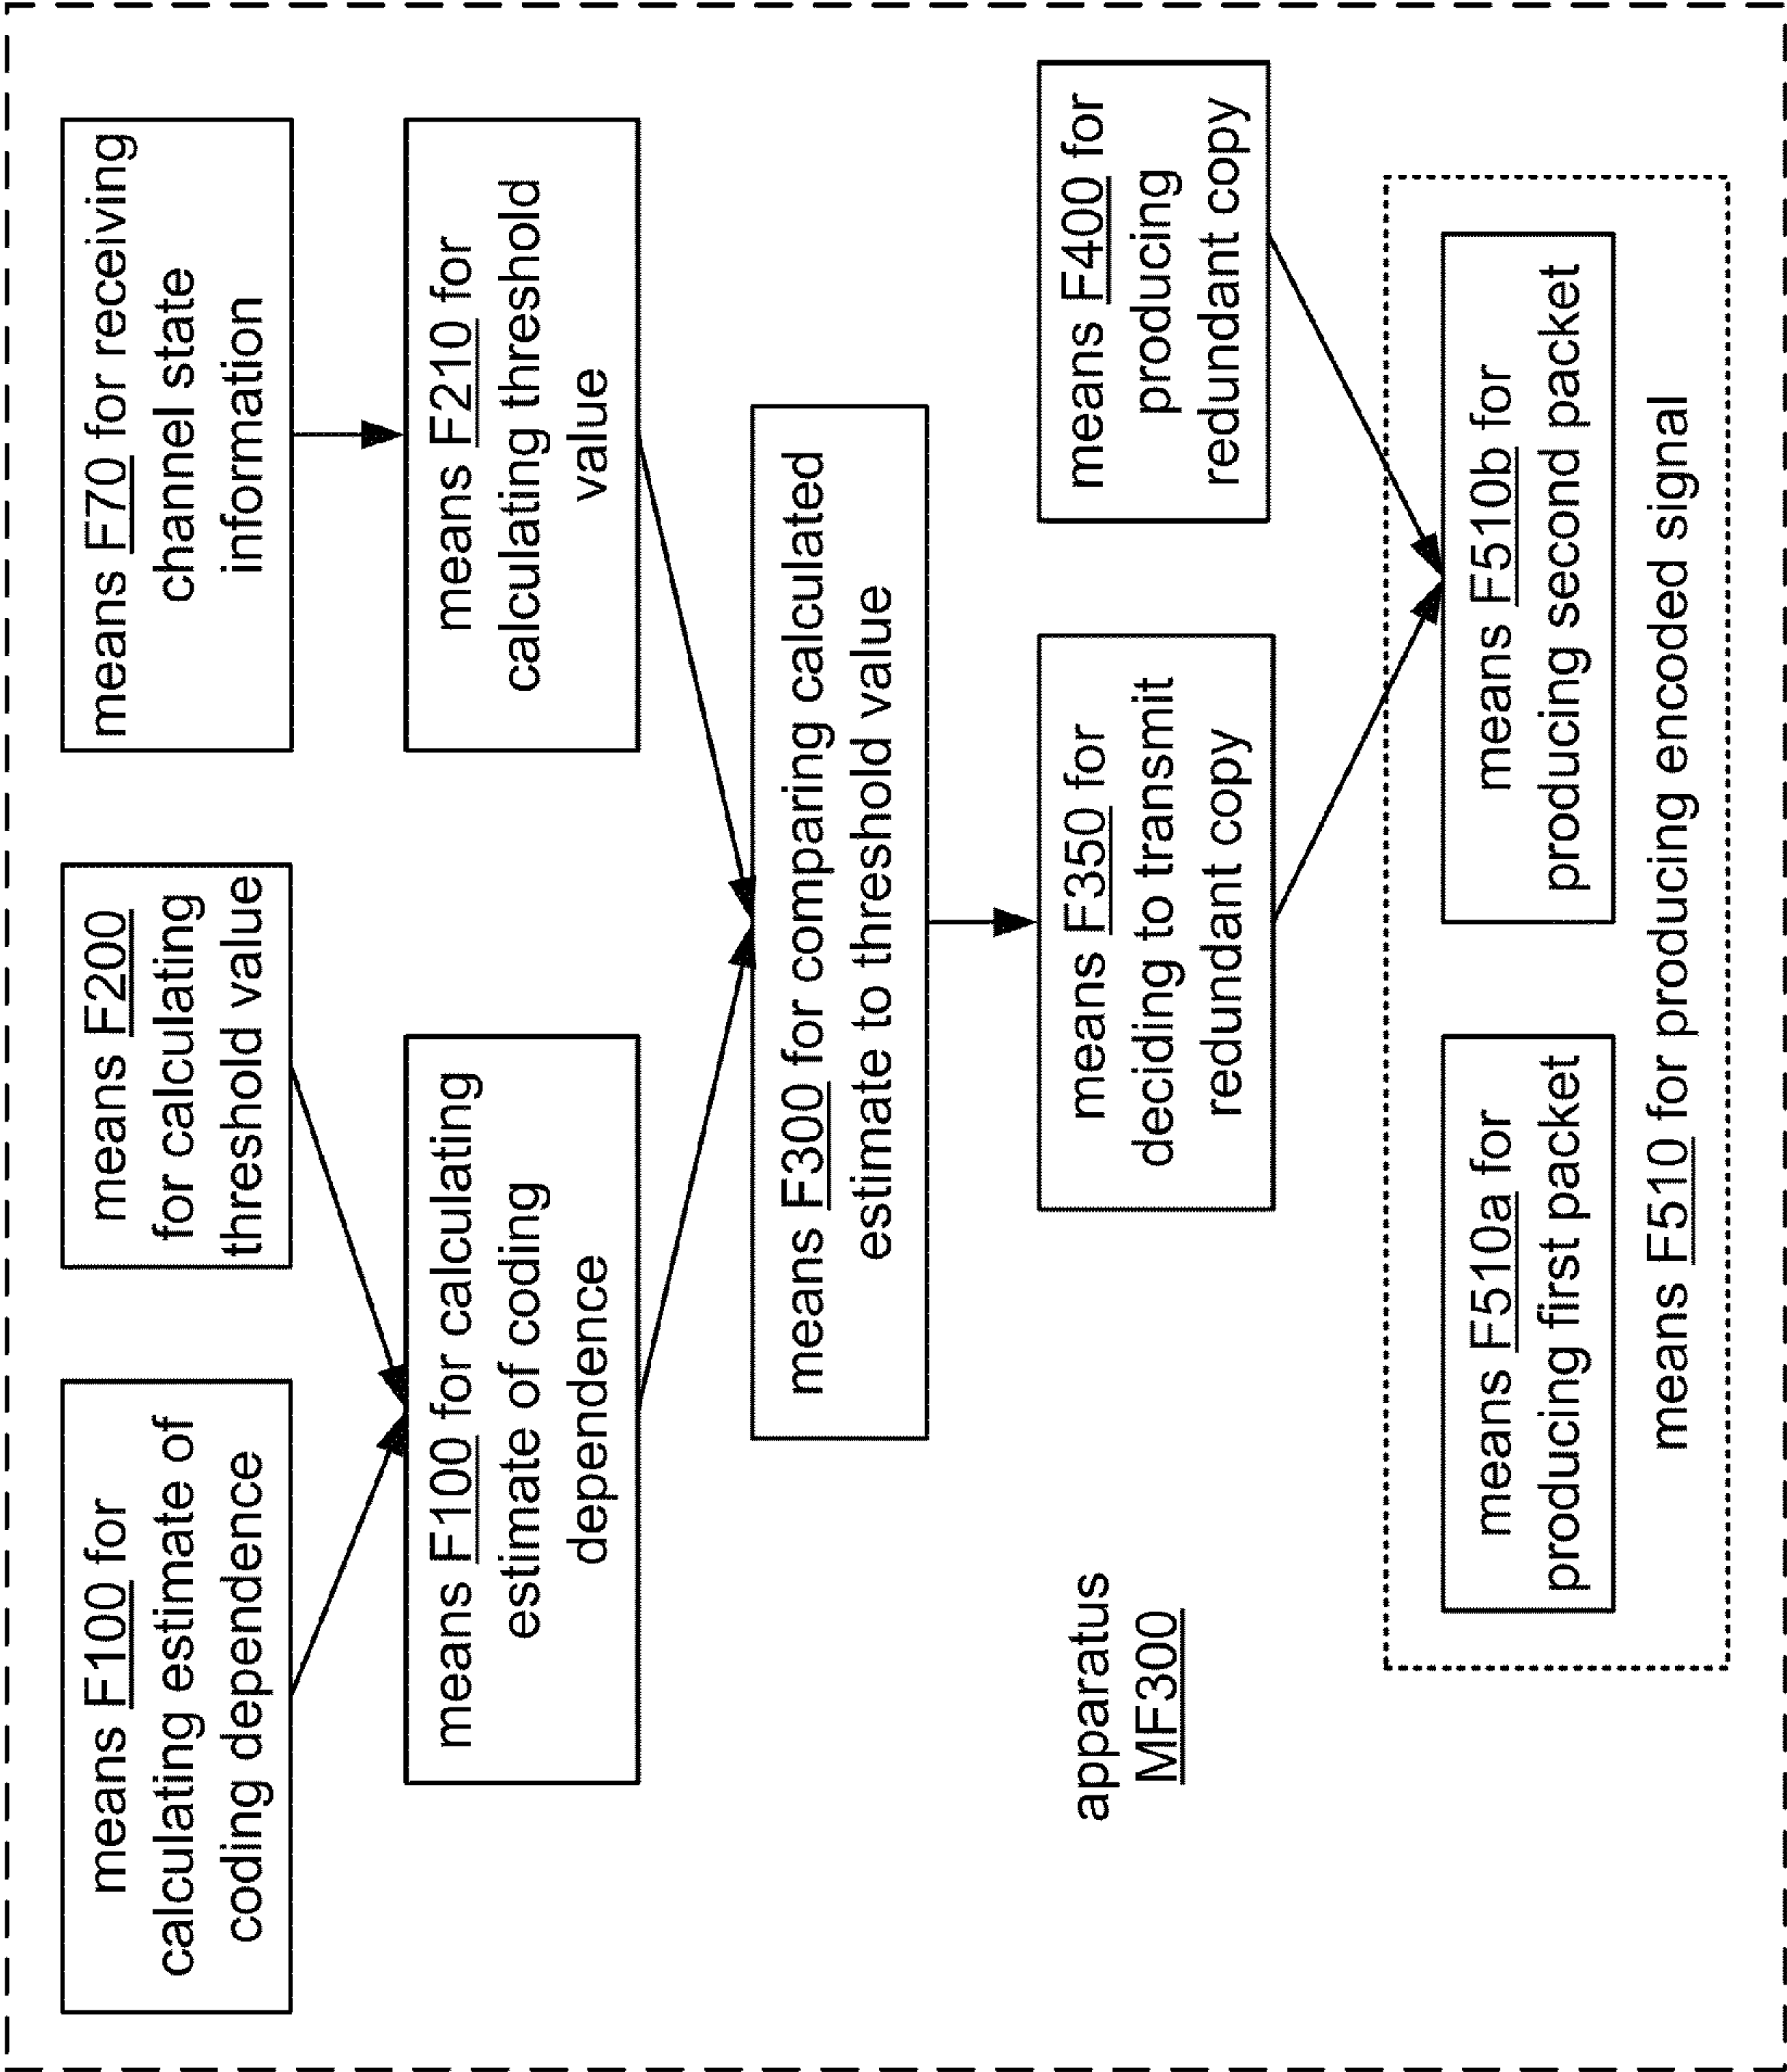 means F100 for
calculating estimate of
coding dependence
means F200
for calculating
threshold value
means F70 for receiving
channel state
information
means F100 for calculating
estimate of coding
dependence
means F210 for
calculating threshold
value
means F300 for comparing calculated
estimate to threshold value
apparatus
MF300
means F350 for
deciding to transmit
redundant copy
means F400 for
producing
redundant copy
means F510a for
producing first packet
means F510b for
producing second packet
means F510 for producing encoded signal